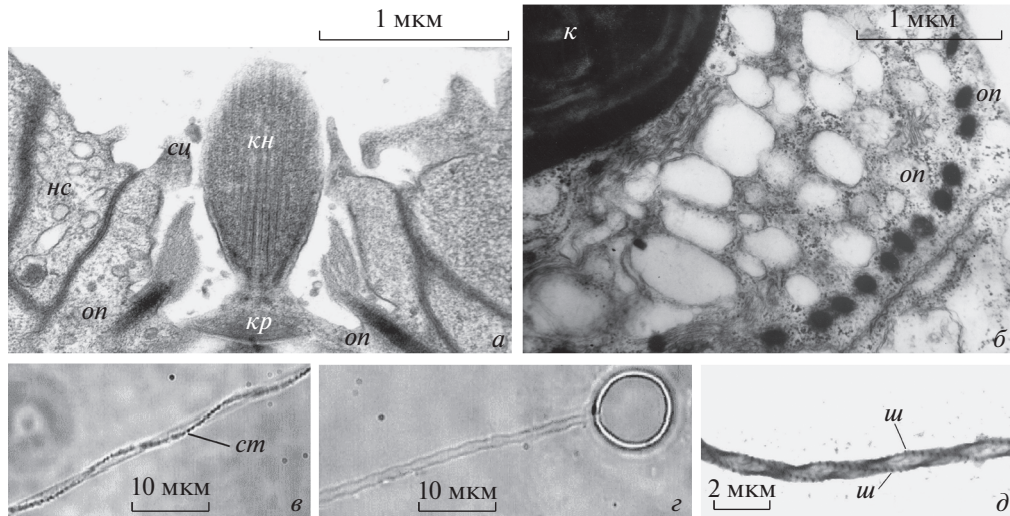 1 мкм
кн
сц
нс
оп
кр
оп
а
1 мкм
к
оп
оп
б
ст
10 мкм
в
10 мкм
г
ш
ш
2 мкм
д